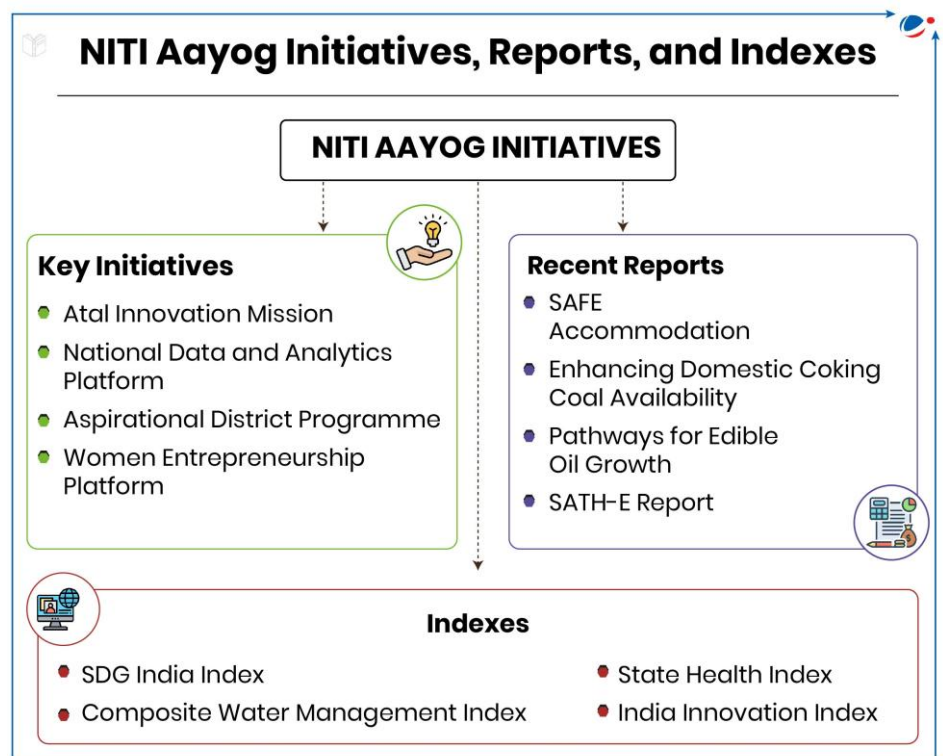 NITI Aayog Initiatives, Reports, and Indexes
NITI AAYOG INITIATIVES
Key Initiatives
Atal Innovation Mission
National Data and Analytics
Platform
Aspirational District Programme
Women Entrepreneurship
Platform
Recent Reports
SAFE
Accommodation
Enhancing Domestic Coking
Coal Availability
Pathways for Edible
Oil Growth
SATH-E Report
Indexes
SDG India Index
Composite Water Management Index
State Health Index
India Innovation Index